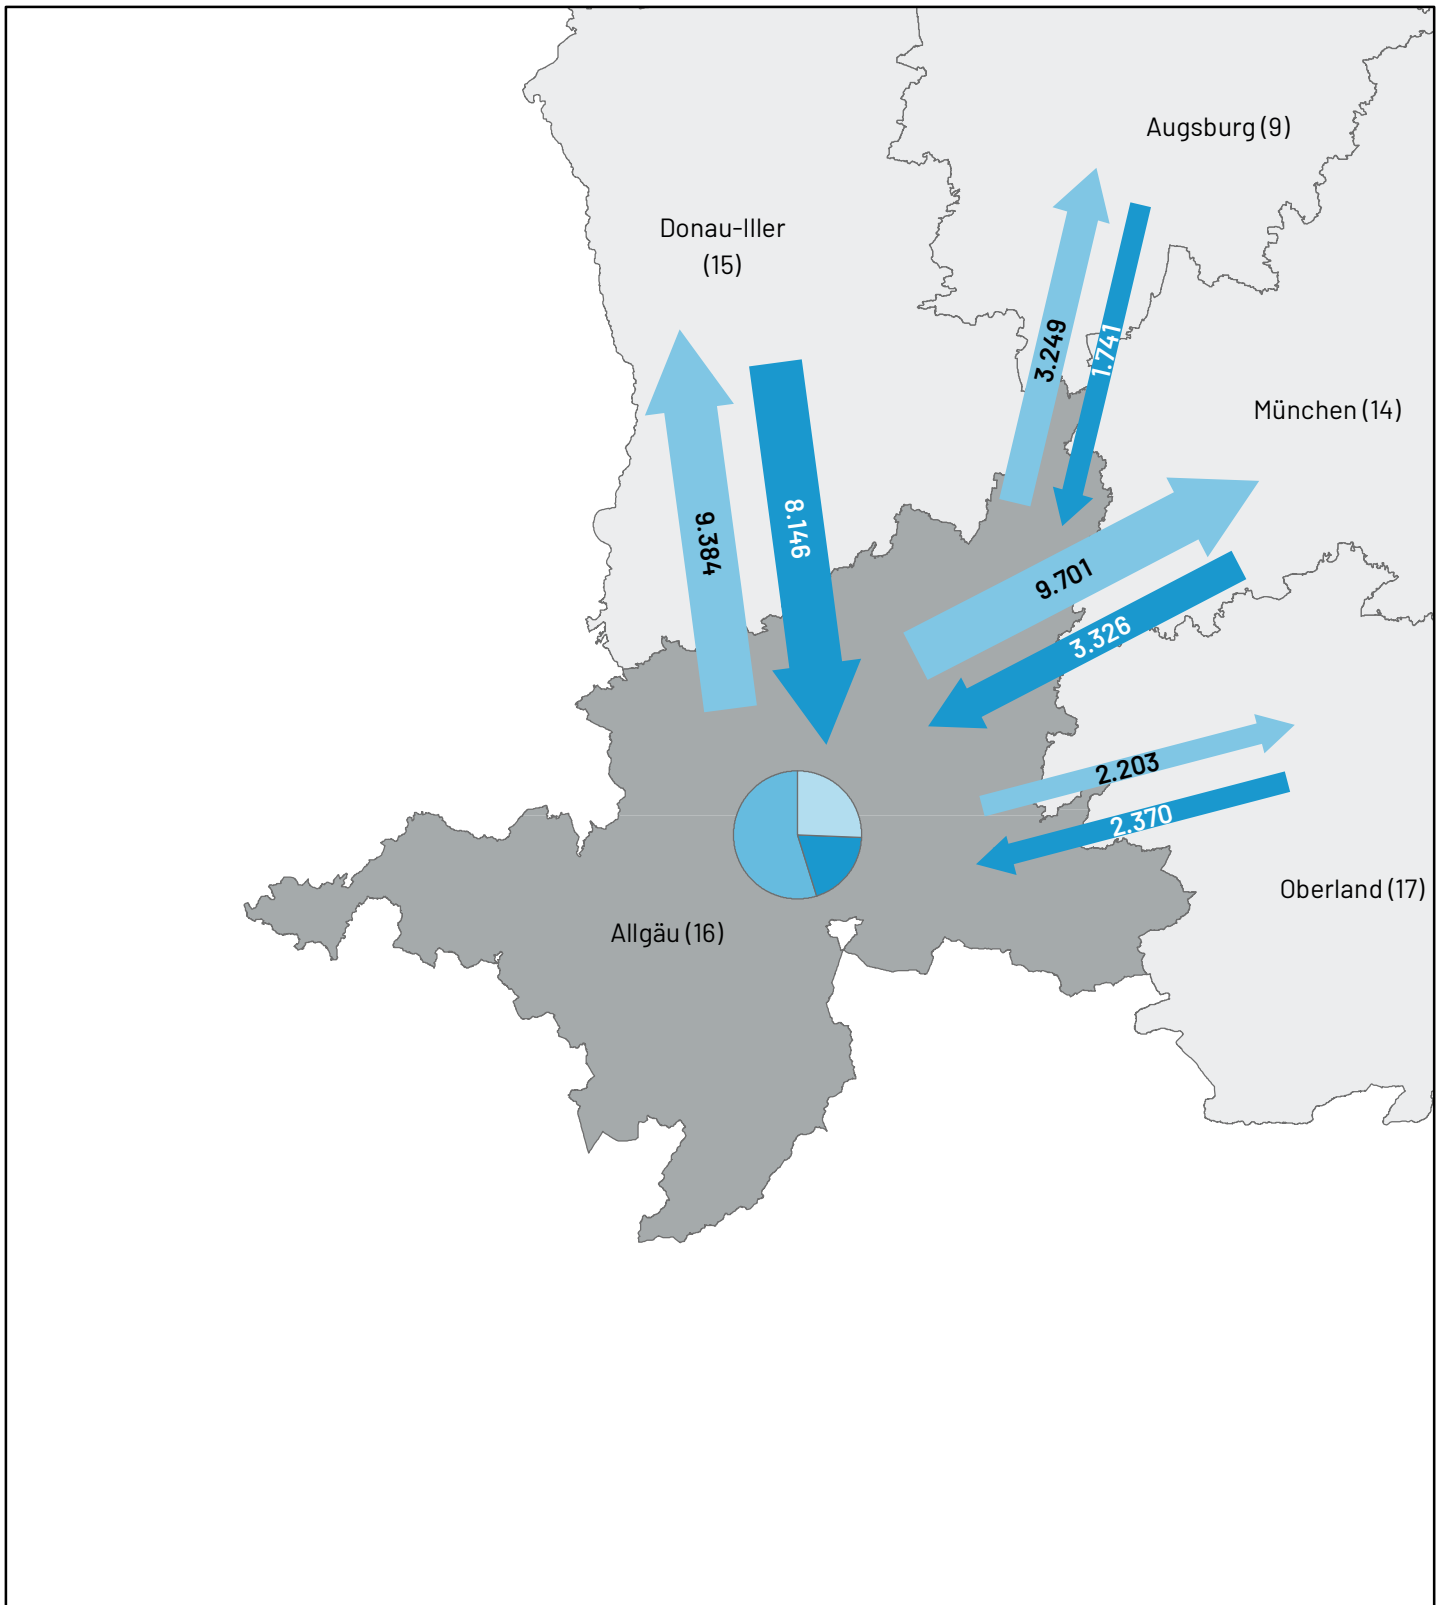 Augsburg (9)
Donau-Iller
(15)
3.249
1.741
München (14)
9.384
8.146
9.701
3.326
2.203
2.370
Oberland (17)
Allgäu (16)